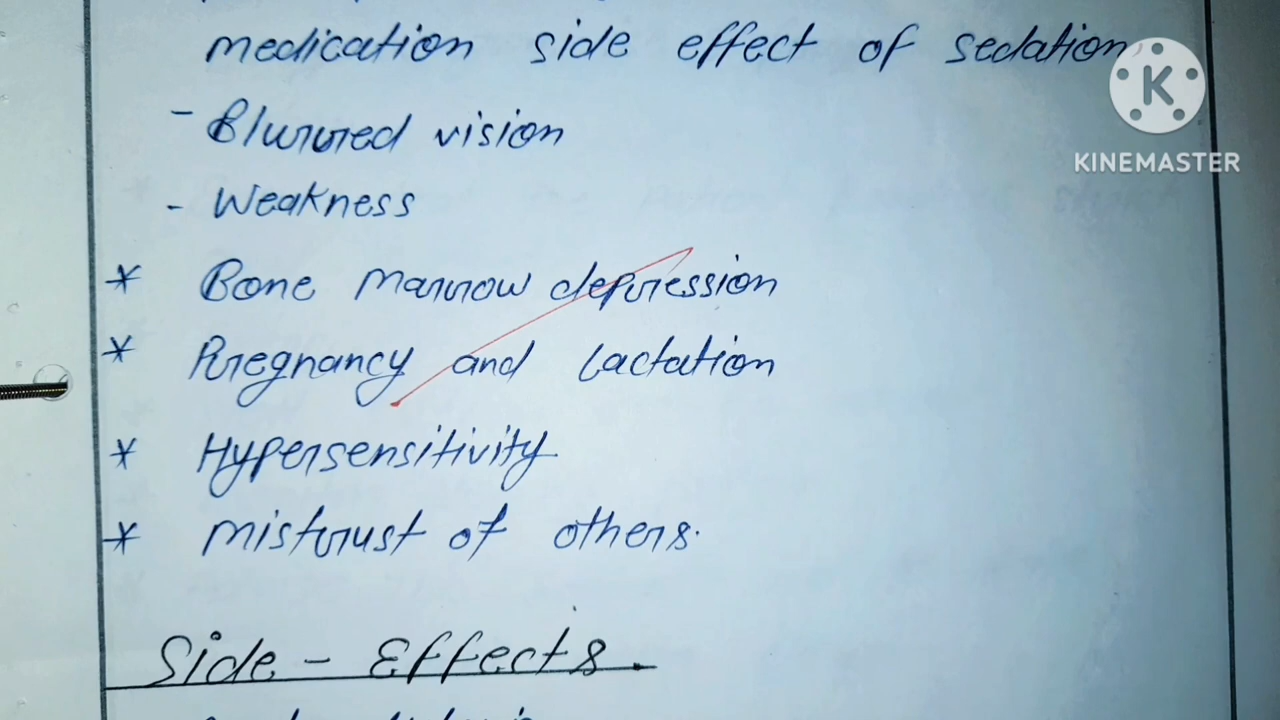 medication side effect of sedation
- Blurred vision
- Weakness
* Bone Marrow depression
* Pregnancy and Lactation
* Hypersensitivity
* Mistrust of others.
Side - Effects.
K
KINEMASTER